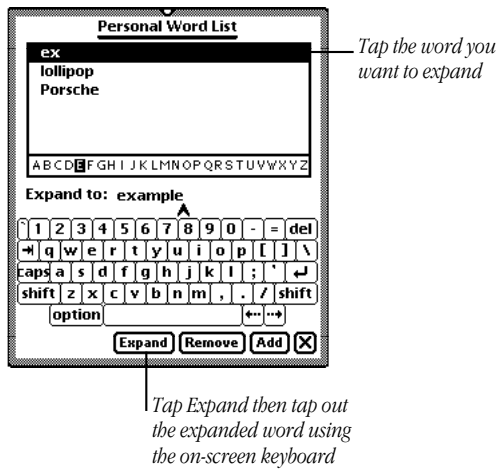 Personal Word List
ex
lollipop
Porsche
Tap the word you
want to expand
A B C D E F G H I J K L M N O P Q R S T U V W X Y Z
Expand to: example
` 1 2 3 4 5 6 7 8 9 0 - = del
q w e r t y u i o p [ ] \
caps a s d f g h j k l ; '
shift z x c v b n m , . / shift
option
Expand Remove Add X
Tap Expand then tap out
the expanded word using
the on-screen keyboard